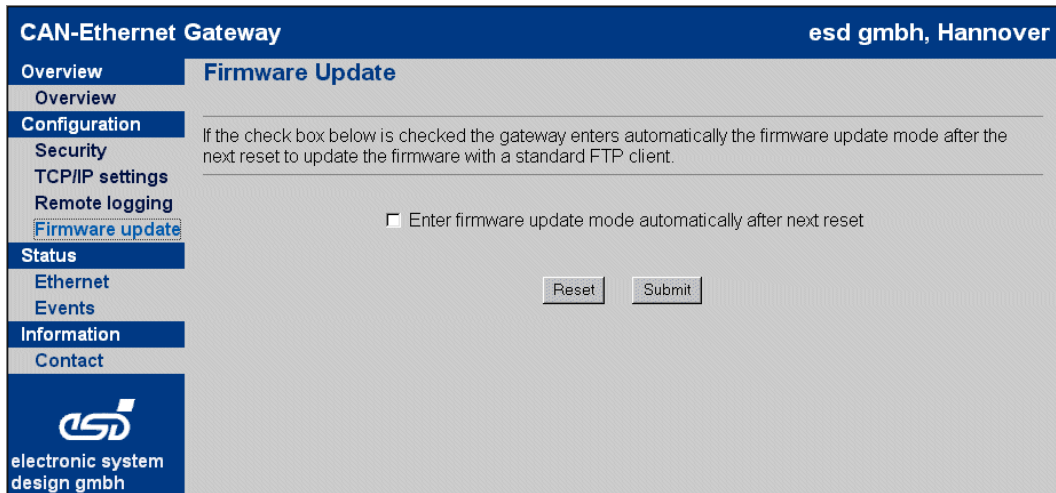 CAN-Ethernet Gateway
esd gmbh, Hannover
Overview
Overview
Configuration
Security
TCP/IP settings
Remote logging
Firmware update
Status
Ethernet
Events
Information
Contact
esd
electronic system
design gmbh
Firmware Update
If the check box below is checked the gateway enters automatically the firmware update mode after the
next reset to update the firmware with a standard FTP client.
Enter firmware update mode automatically after next reset
Reset
Submit